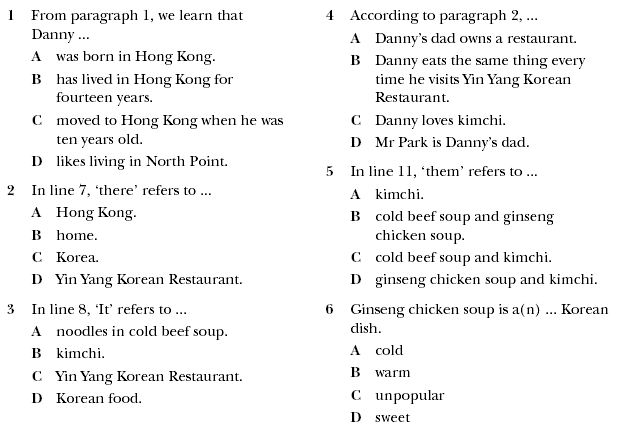 1 From paragraph 1, we learn that
Danny ...
A was born in Hong Kong.
B has lived in Hong Kong for
fourteen years.
C moved to Hong Kong when he was
ten years old.
D likes living in North Point.
2 In line 7, ‘there’ refers to ...
A Hong Kong.
B home.
C Korea.
D Yin Yang Korean Restaurant.
3 In line 8, ‘It’ refers to ...
A noodles in cold beef soup.
B kimchi.
C Yin Yang Korean Restaurant.
D Korean food.
4 According to paragraph 2, ...
A Danny’s dad owns a restaurant.
B Danny eats the same thing every
time he visits Yin Yang Korean
Restaurant.
C Danny loves kimchi.
D Mr Park is Danny’s dad.
5 In line 11, ‘them’ refers to ...
A kimchi.
B cold beef soup and ginseng
chicken soup.
C cold beef soup and kimchi.
D ginseng chicken soup and kimchi.
6 Ginseng chicken soup is a(n) ... Korean
dish.
A cold
B warm
C unpopular
D sweet